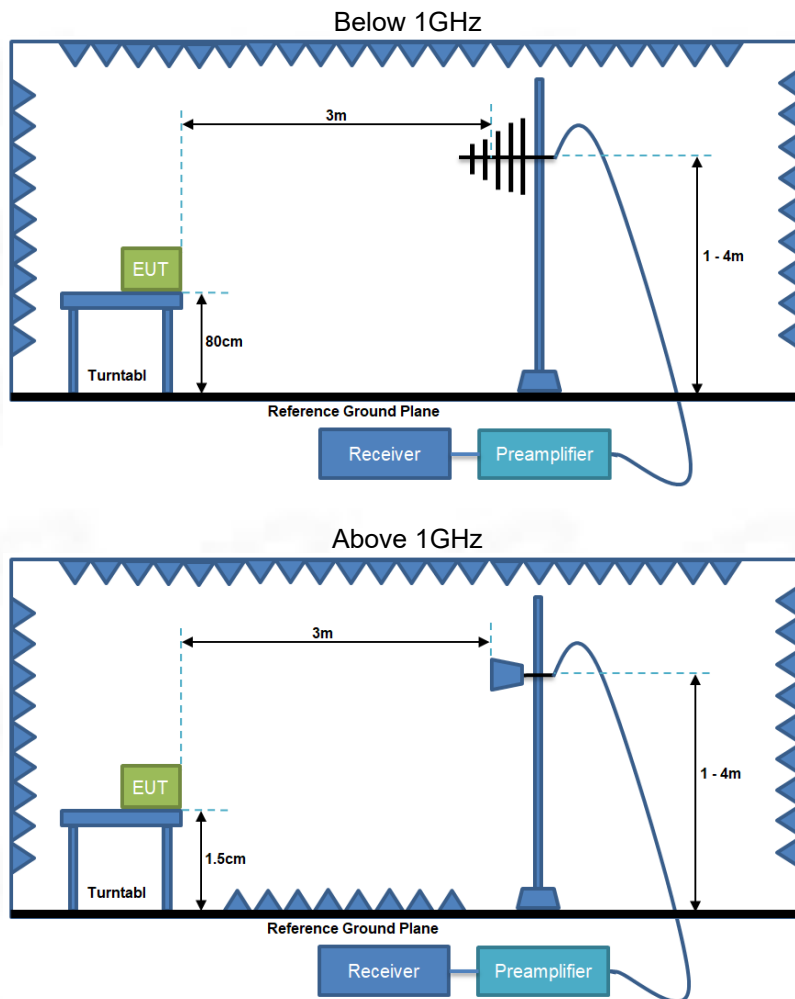 Below 1GHz
3m
EUT
1 - 4m
80cm
Turntabl
Reference Ground Plane
Receiver
Preamplifier
Above 1GHz
3m
EUT
1 - 4m
1.5cm
Turntabl
Reference Ground Plane
Receiver
Preamplifier